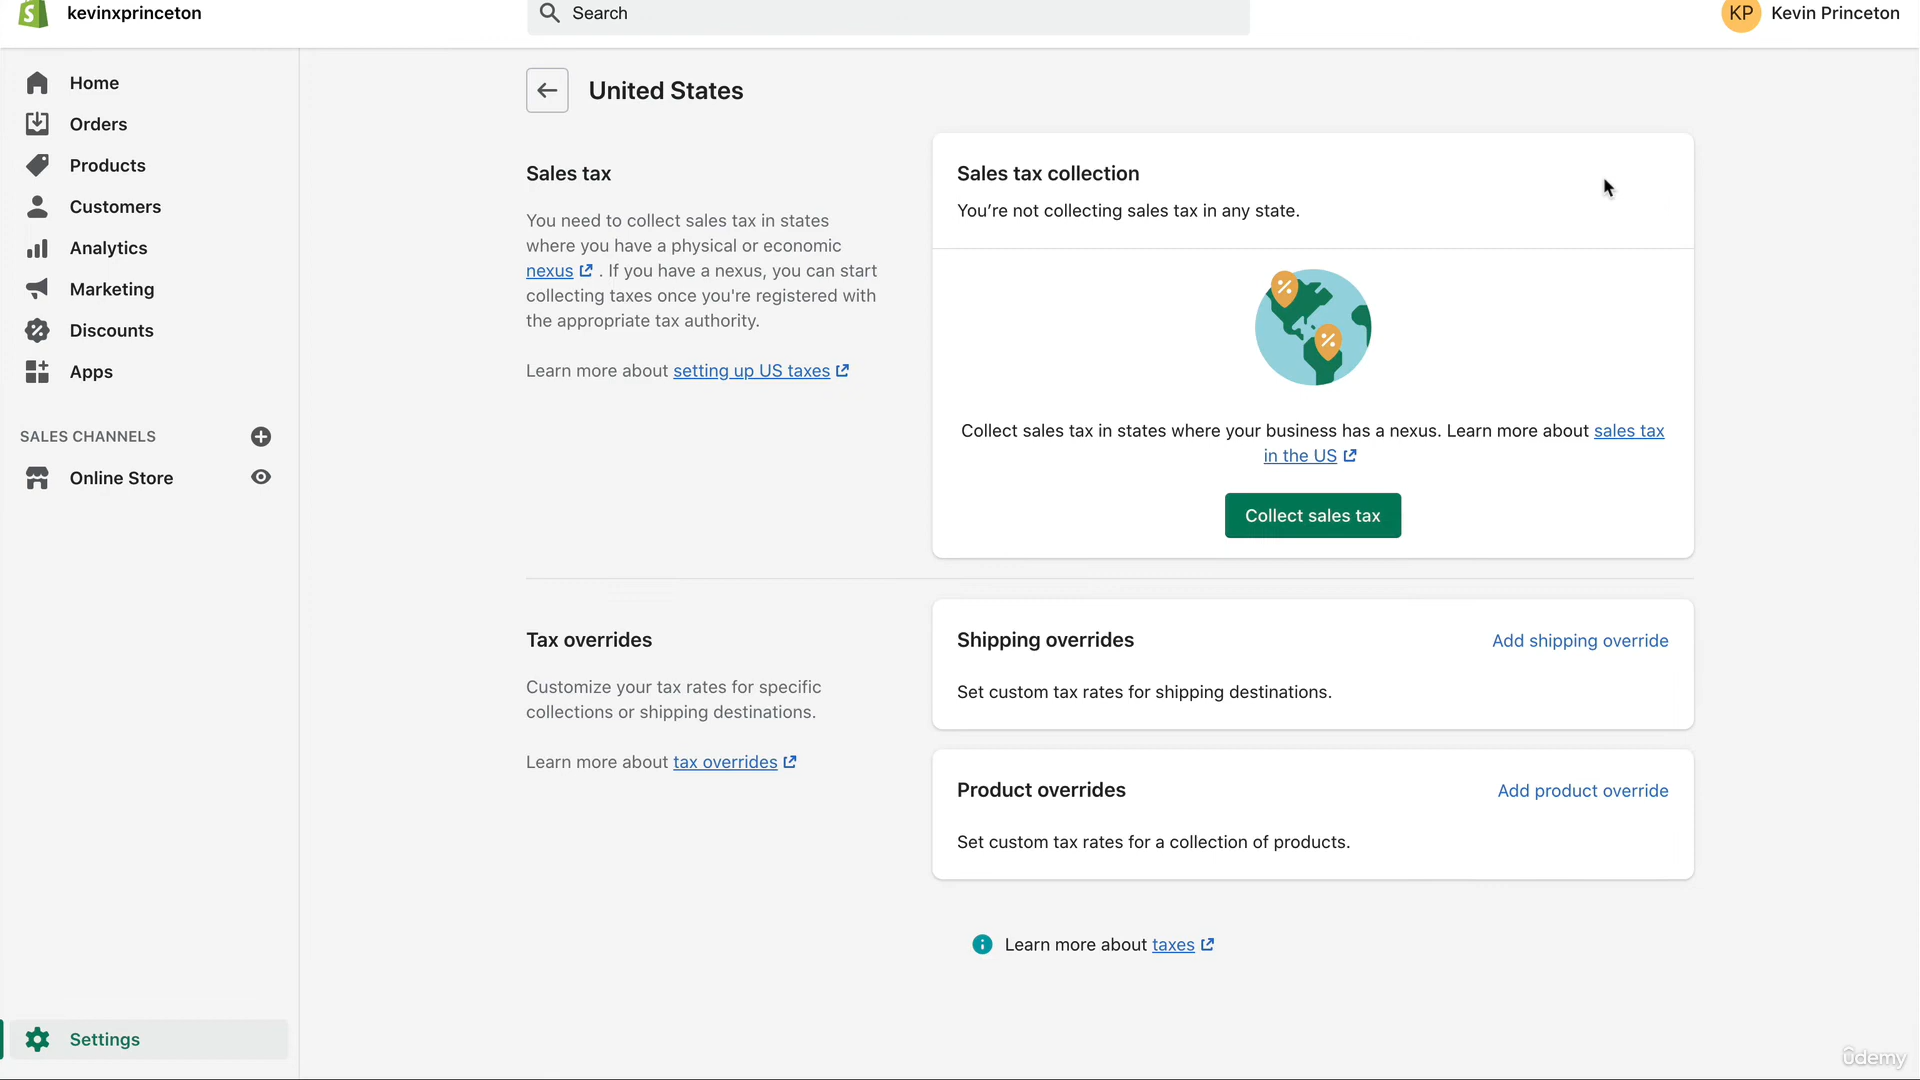 kevinxprinceton
Search
KP Kevin Princeton
Home
Orders
Products
Customers
Analytics
Marketing
Discounts
Apps
SALES CHANNELS
Online Store
Settings
United States
Sales tax
You need to collect sales tax in states
where you have a physical or economic
nexus . If you have a nexus, you can start
collecting taxes once you're registered with
the appropriate tax authority.
Learn more about setting up US taxes
Sales tax collection
You’re not collecting sales tax in any state.
Collect sales tax in states where your business has a nexus. Learn more about sales tax
in the US
Collect sales tax
Tax overrides
Customize your tax rates for specific
collections or shipping destinations.
Learn more about tax overrides
Shipping overrides
Add shipping override
Set custom tax rates for shipping destinations.
Product overrides
Add product override
Set custom tax rates for a collection of products.
Learn more about taxes
udemy